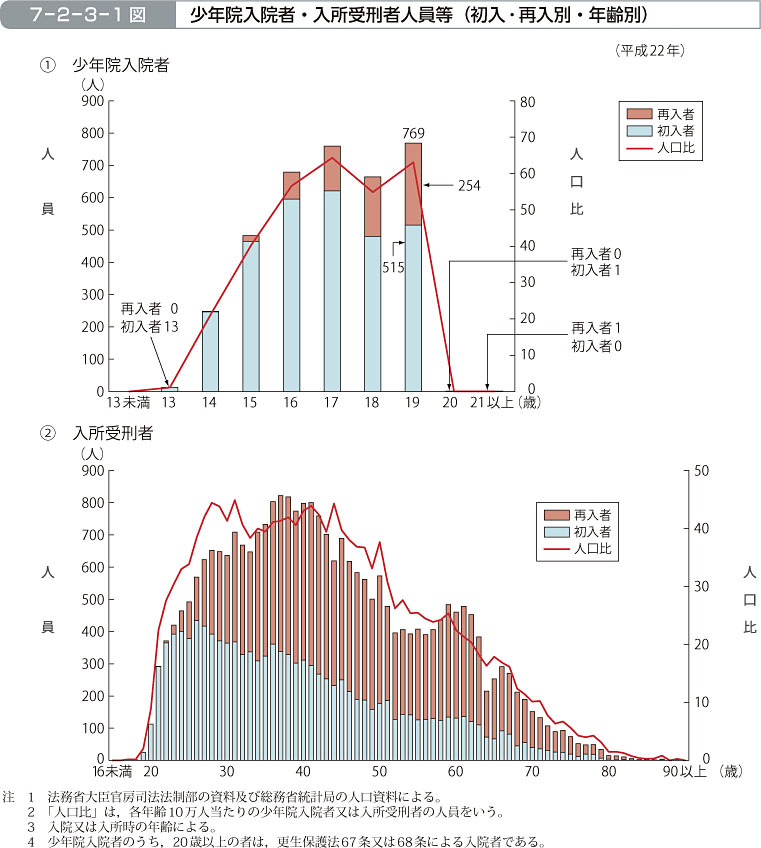 7-2-3-1図 少年院入院者・入所受刑者人員等（初入・再入別・年齢別）
（平成22年）
① 少年院入院者
（人）
人員
900
800
700
600
500
400
300
200
100
0
80
70
60
50
40
30
20
10
0
人口比
再入者
初入者
人口比
769
254
515
再入者 0
初入者 13
再入者 0
初入者 1
再入者 1
初入者 0
13未満 13 14 15 16 17 18 19 20 21以上（歳）
② 入所受刑者
（人）
人員
900
800
700
600
500
400
300
200
100
0
50
40
30
20
10
0
人口比
再入者
初入者
人口比
16未満 20 30 40 50 60 70 80 90以上（歳）
注 1 法務省大臣官房司法法制部の資料及び総務省統計局の人口資料による。
2 「人口比」は，各年齢10万人当たりの少年院入院者又は入所受刑者の人員をいう。
3 入院又は入所時の年齢による。
4 少年院入院者のうち，20歳以上の者は，更生保護法67条又は68条による入院者である。